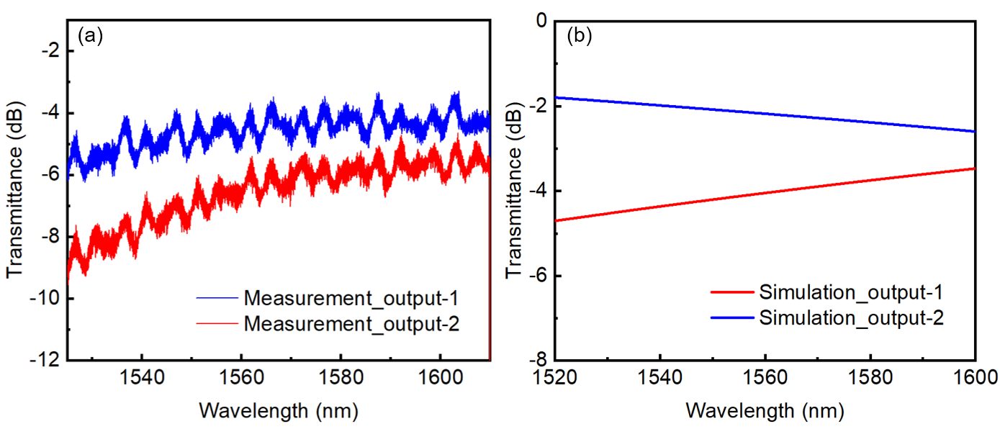 (a)
-2
-4
-6
-8
-10
-12
Transmittance (dB)
Measurement_output-1
Measurement_output-2
1540 1560 1580 1600
Wavelength (nm)
(b)
0
-2
-4
-6
-8
Transmittance (dB)
Simulation_output-1
Simulation_output-2
1520 1540 1560 1580 1600
Wavelength (nm)